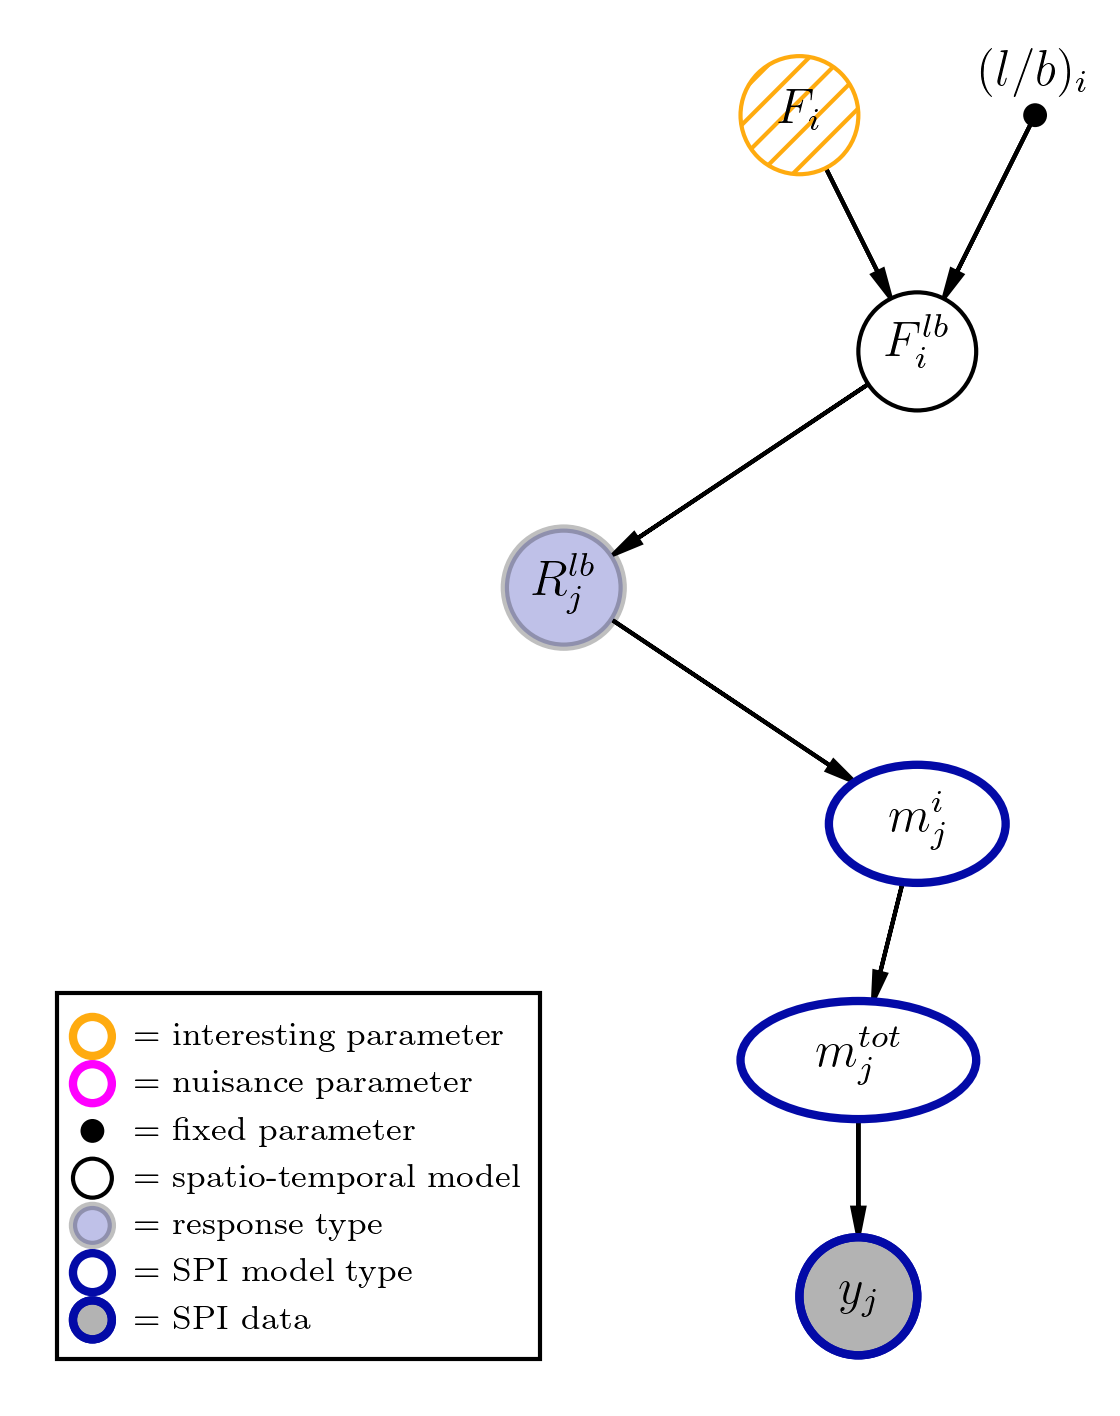 (l/b)_i
F_i
F_i^{lb}
R_j^{lb}
m_j^i
m_j^{tot}
y_j
= interesting parameter
= nuisance parameter
= fixed parameter
= spatio-temporal model
= response type
= SPI model type
= SPI data